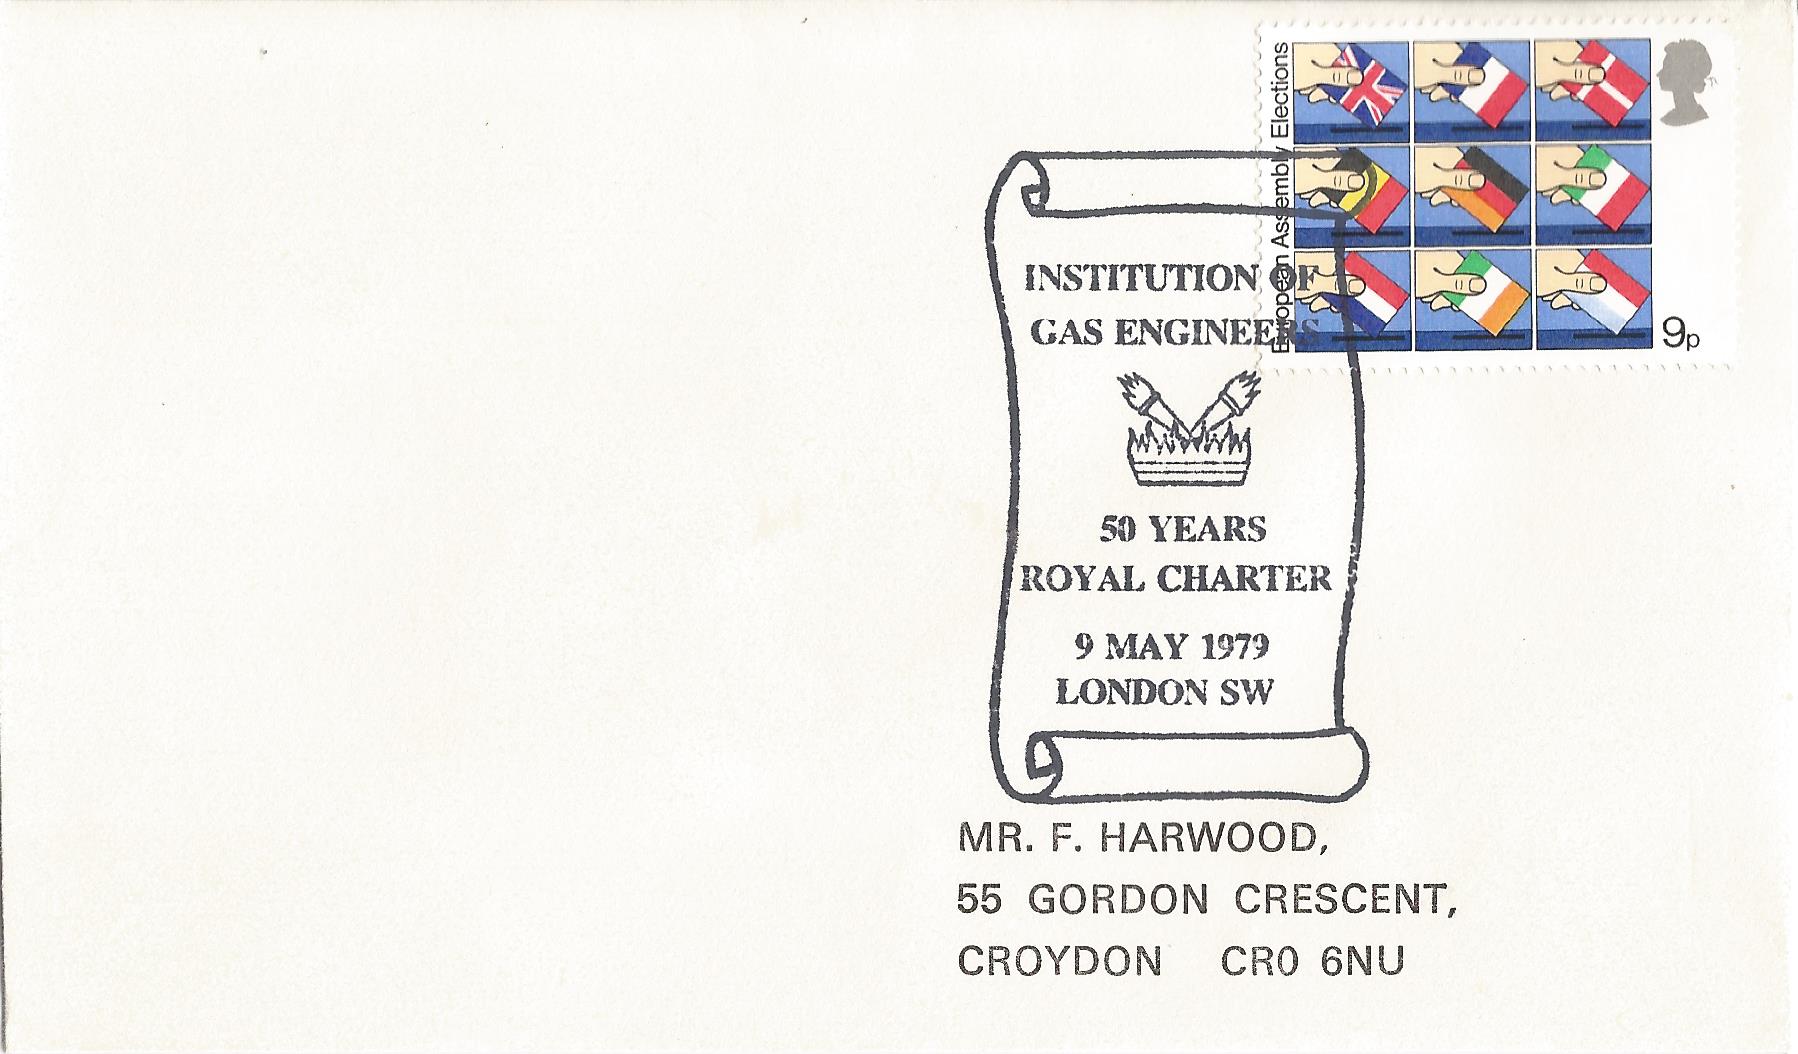 European Assembly Elections
9p
INSTITUTION OF
GAS ENGINEERS
50 YEARS
ROYAL CHARTER
9 MAY 1979
LONDON SW
MR. F. HARWOOD,
55 GORDON CRESCENT,
CROYDON CR0 6NU